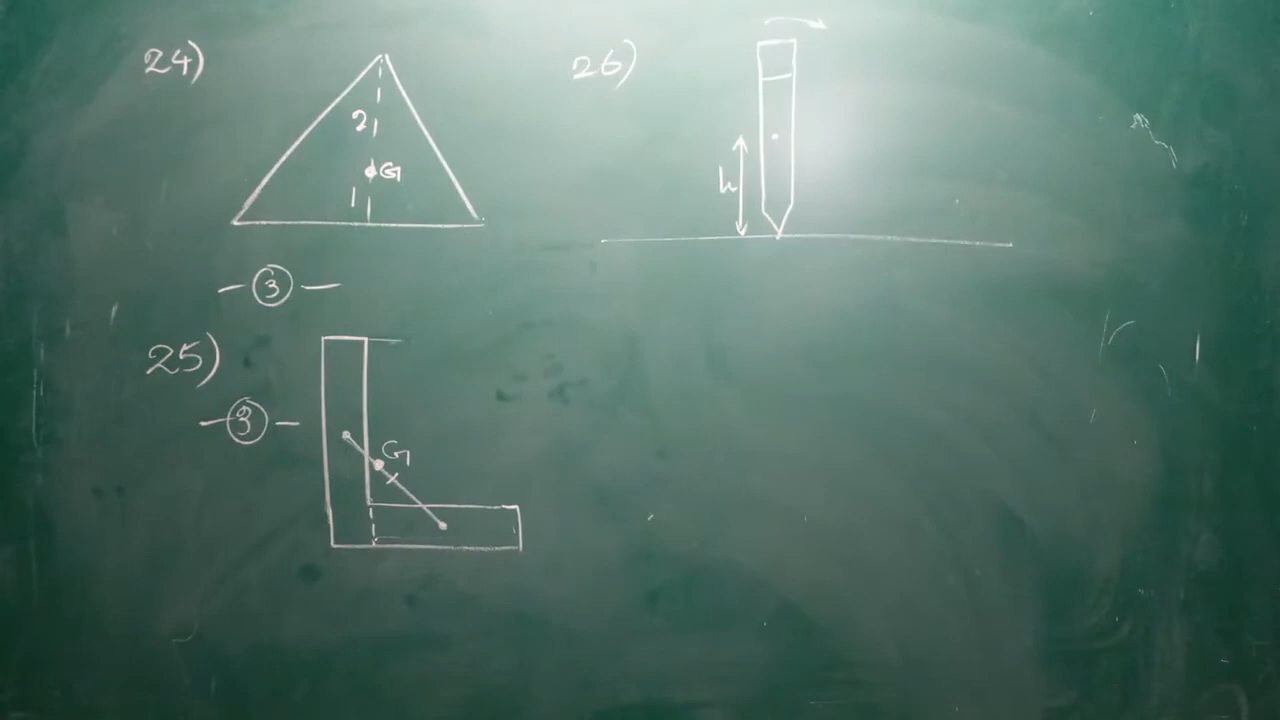 24)
2
G
1
— 3 —
25)
— 3 —
G
26)
h